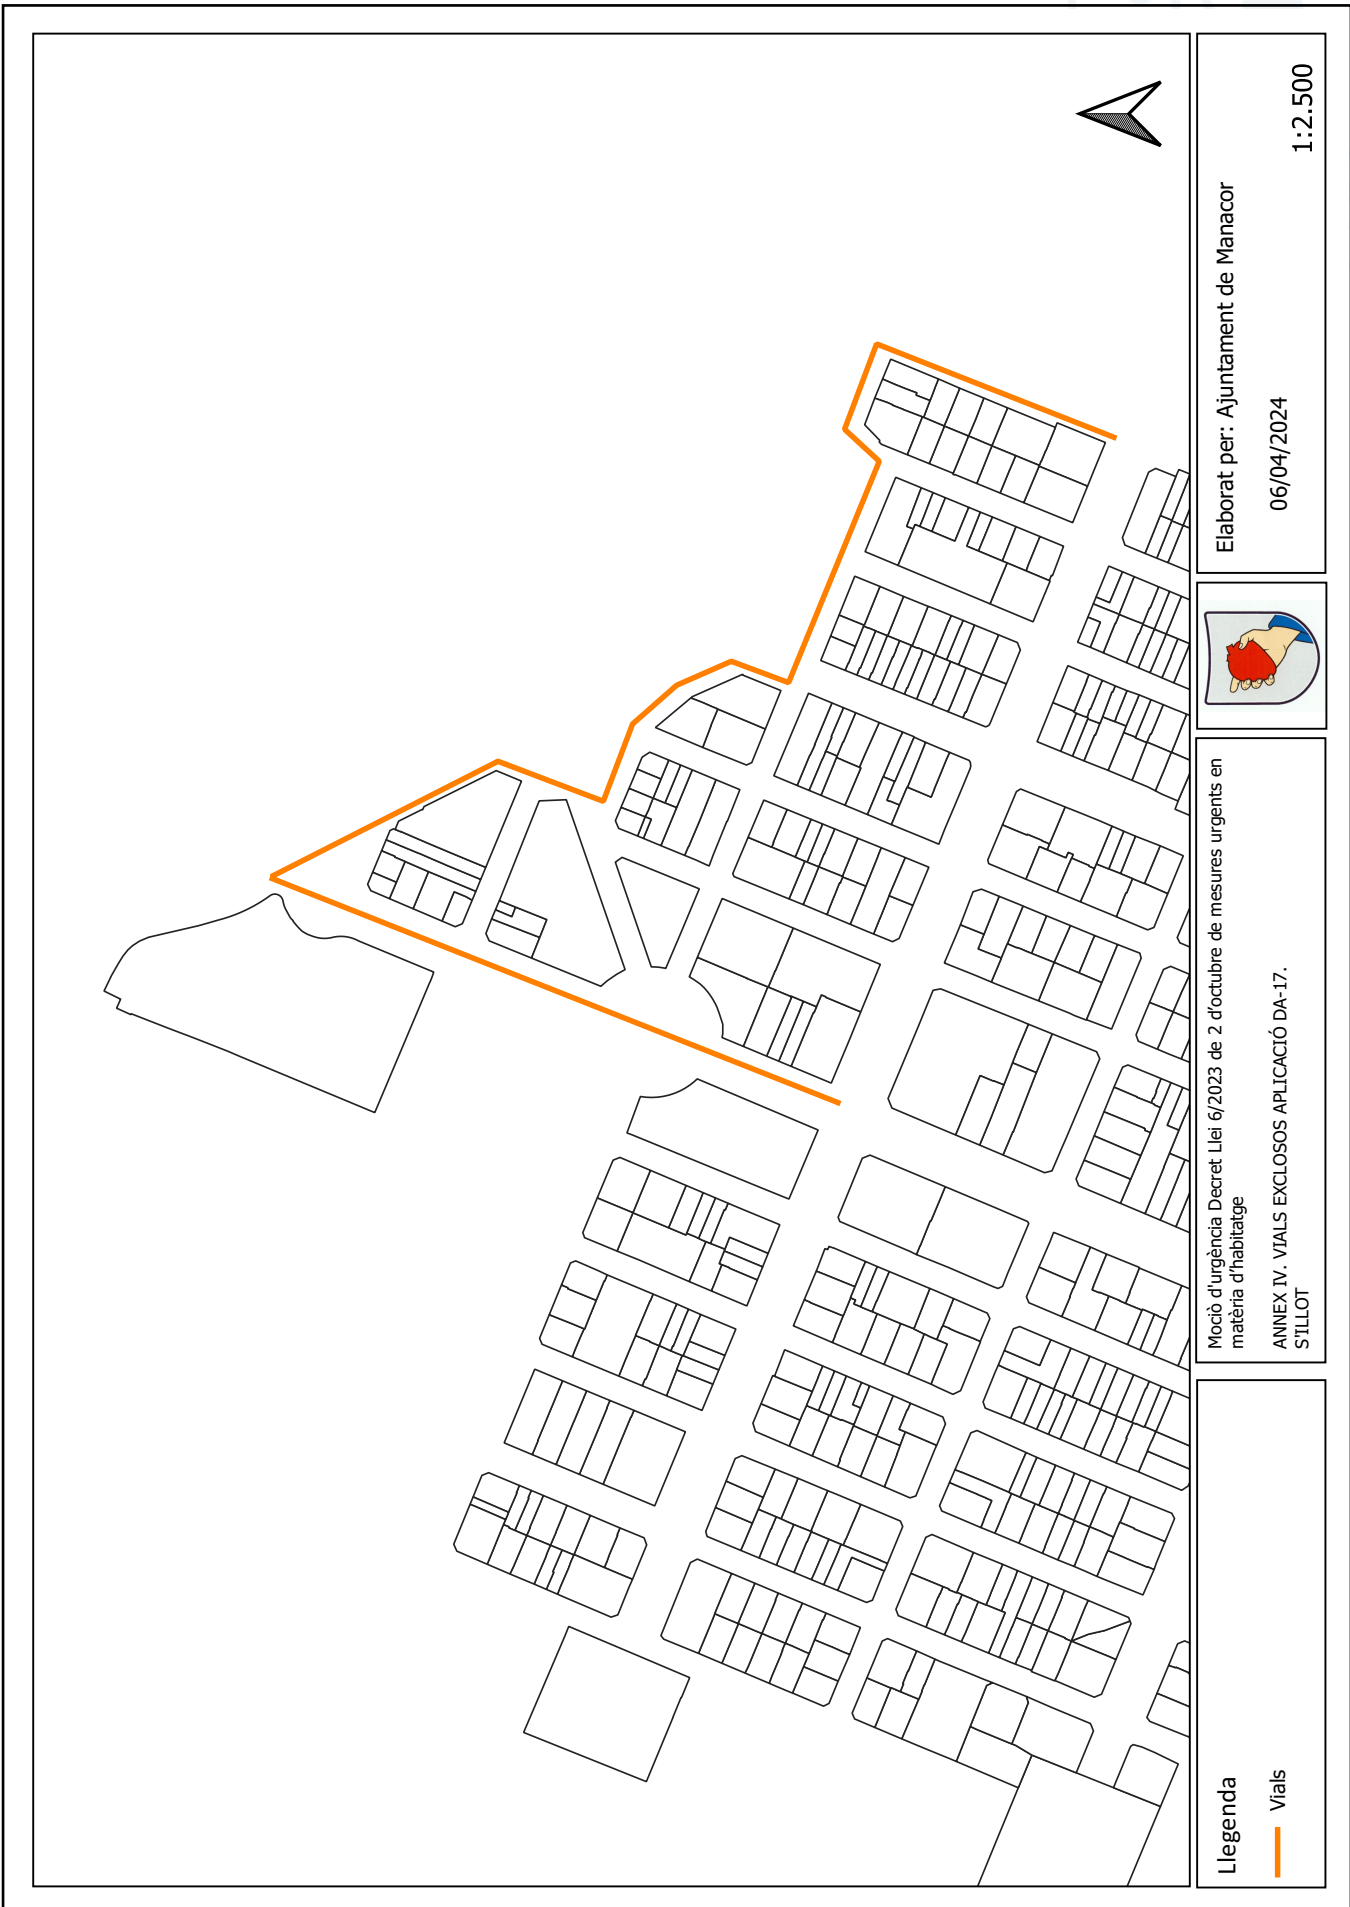 Llegenda
Vials
Moció d'urgència Decret Llei 6/2023 de 2 d'octubre de mesures urgents en
matèria d'habitatge
ANNEX IV. VIALS EXCLOSOS APLICACIÓ DA-17.
S'ILLOT
Elaborat per: Ajuntament de Manacor
06/04/2024
1:2.500